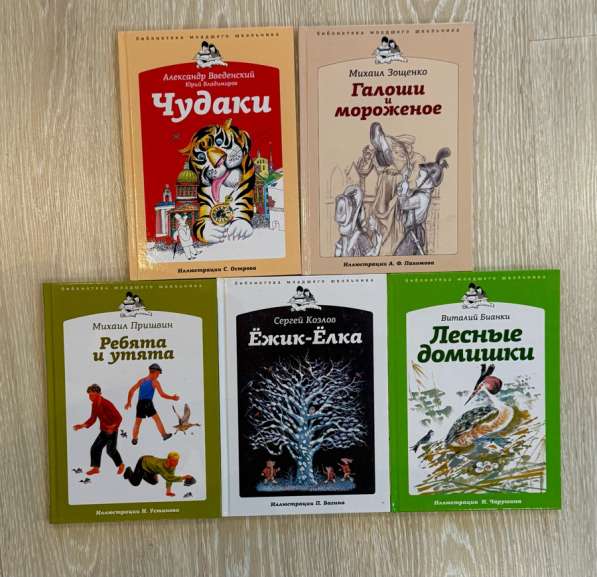 библиотека младшего школьника
Александр Введенский
Юрий Владимиров
Чудаки
Иллюстрации С. Острова
библиотека младшего школьника
Михаил Зощенко
Галоши
и
мороженое
Иллюстрации А. Ф. Пахомова
библиотека младшего школьника
Михаил Пришвин
Ребята
и утята
Иллюстрации Н. Устинова
библиотека младшего школьника
Сергей Козлов
Ёжик-Ёлка
Иллюстрации П. Багина
библиотека младшего школьника
Виталий Бианки
Лесные
домишки
Иллюстрации Н. Чарушина